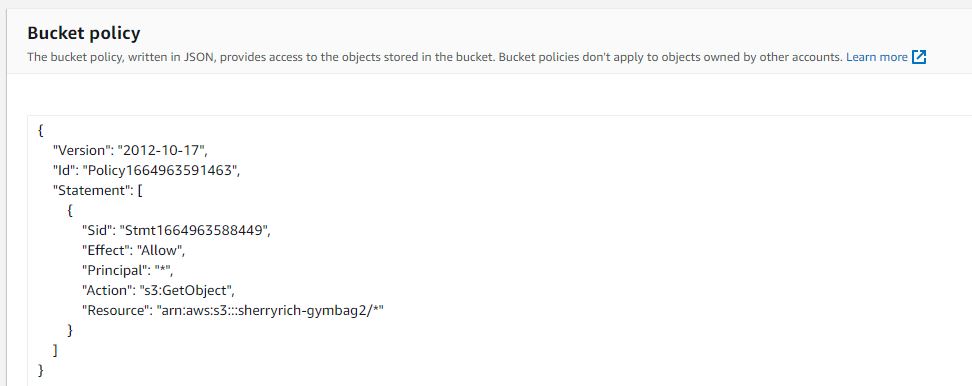 Bucket policy
The bucket policy, written in JSON, provides access to the objects stored in the bucket. Bucket policies don't apply to objects owned by other accounts. Learn more
{
"Version": "2012-10-17",
"Id": "Policy1664963591463",
"Statement": [
{
"Sid": "Stmt1664963588449",
"Effect": "Allow",
"Principal": "*",
"Action": "s3:GetObject",
"Resource": "arn:aws:s3:::sherryrich-gymbag2/*"
}
]
}